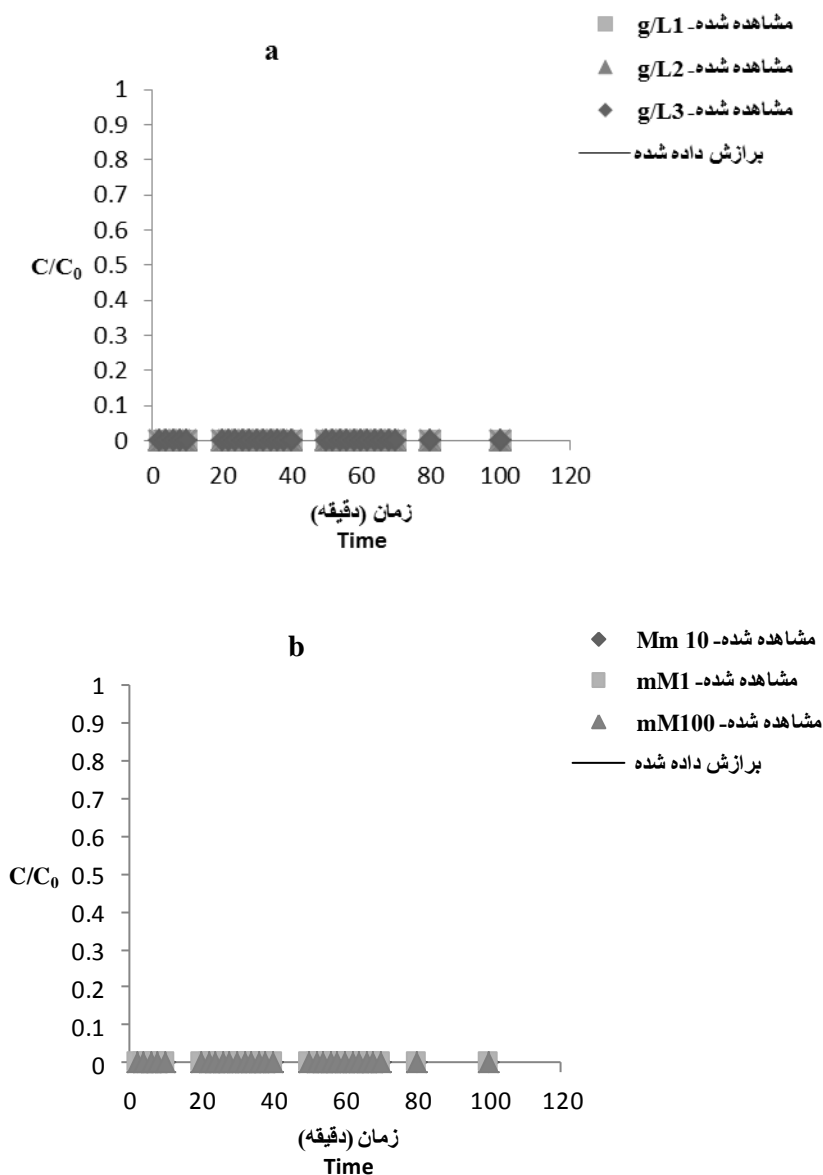 a
مشاهده شده- g/L1
مشاهده شده- g/L2
مشاهده شده- g/L3
برازش داده شده
1
0.9
0.8
0.7
0.6
0.5
0.4
0.3
0.2
0.1
0
C/C₀
0 20 40 60 80 100 120
زمان (دقیقه)
Time
b
مشاهده شده- Mm 10
مشاهده شده- mM1
مشاهده شده- mM100
برازش داده شده
1
0.9
0.8
0.7
0.6
0.5
0.4
0.3
0.2
0.1
0
C/C₀
0 20 40 60 80 100 120
زمان (دقیقه)
Time